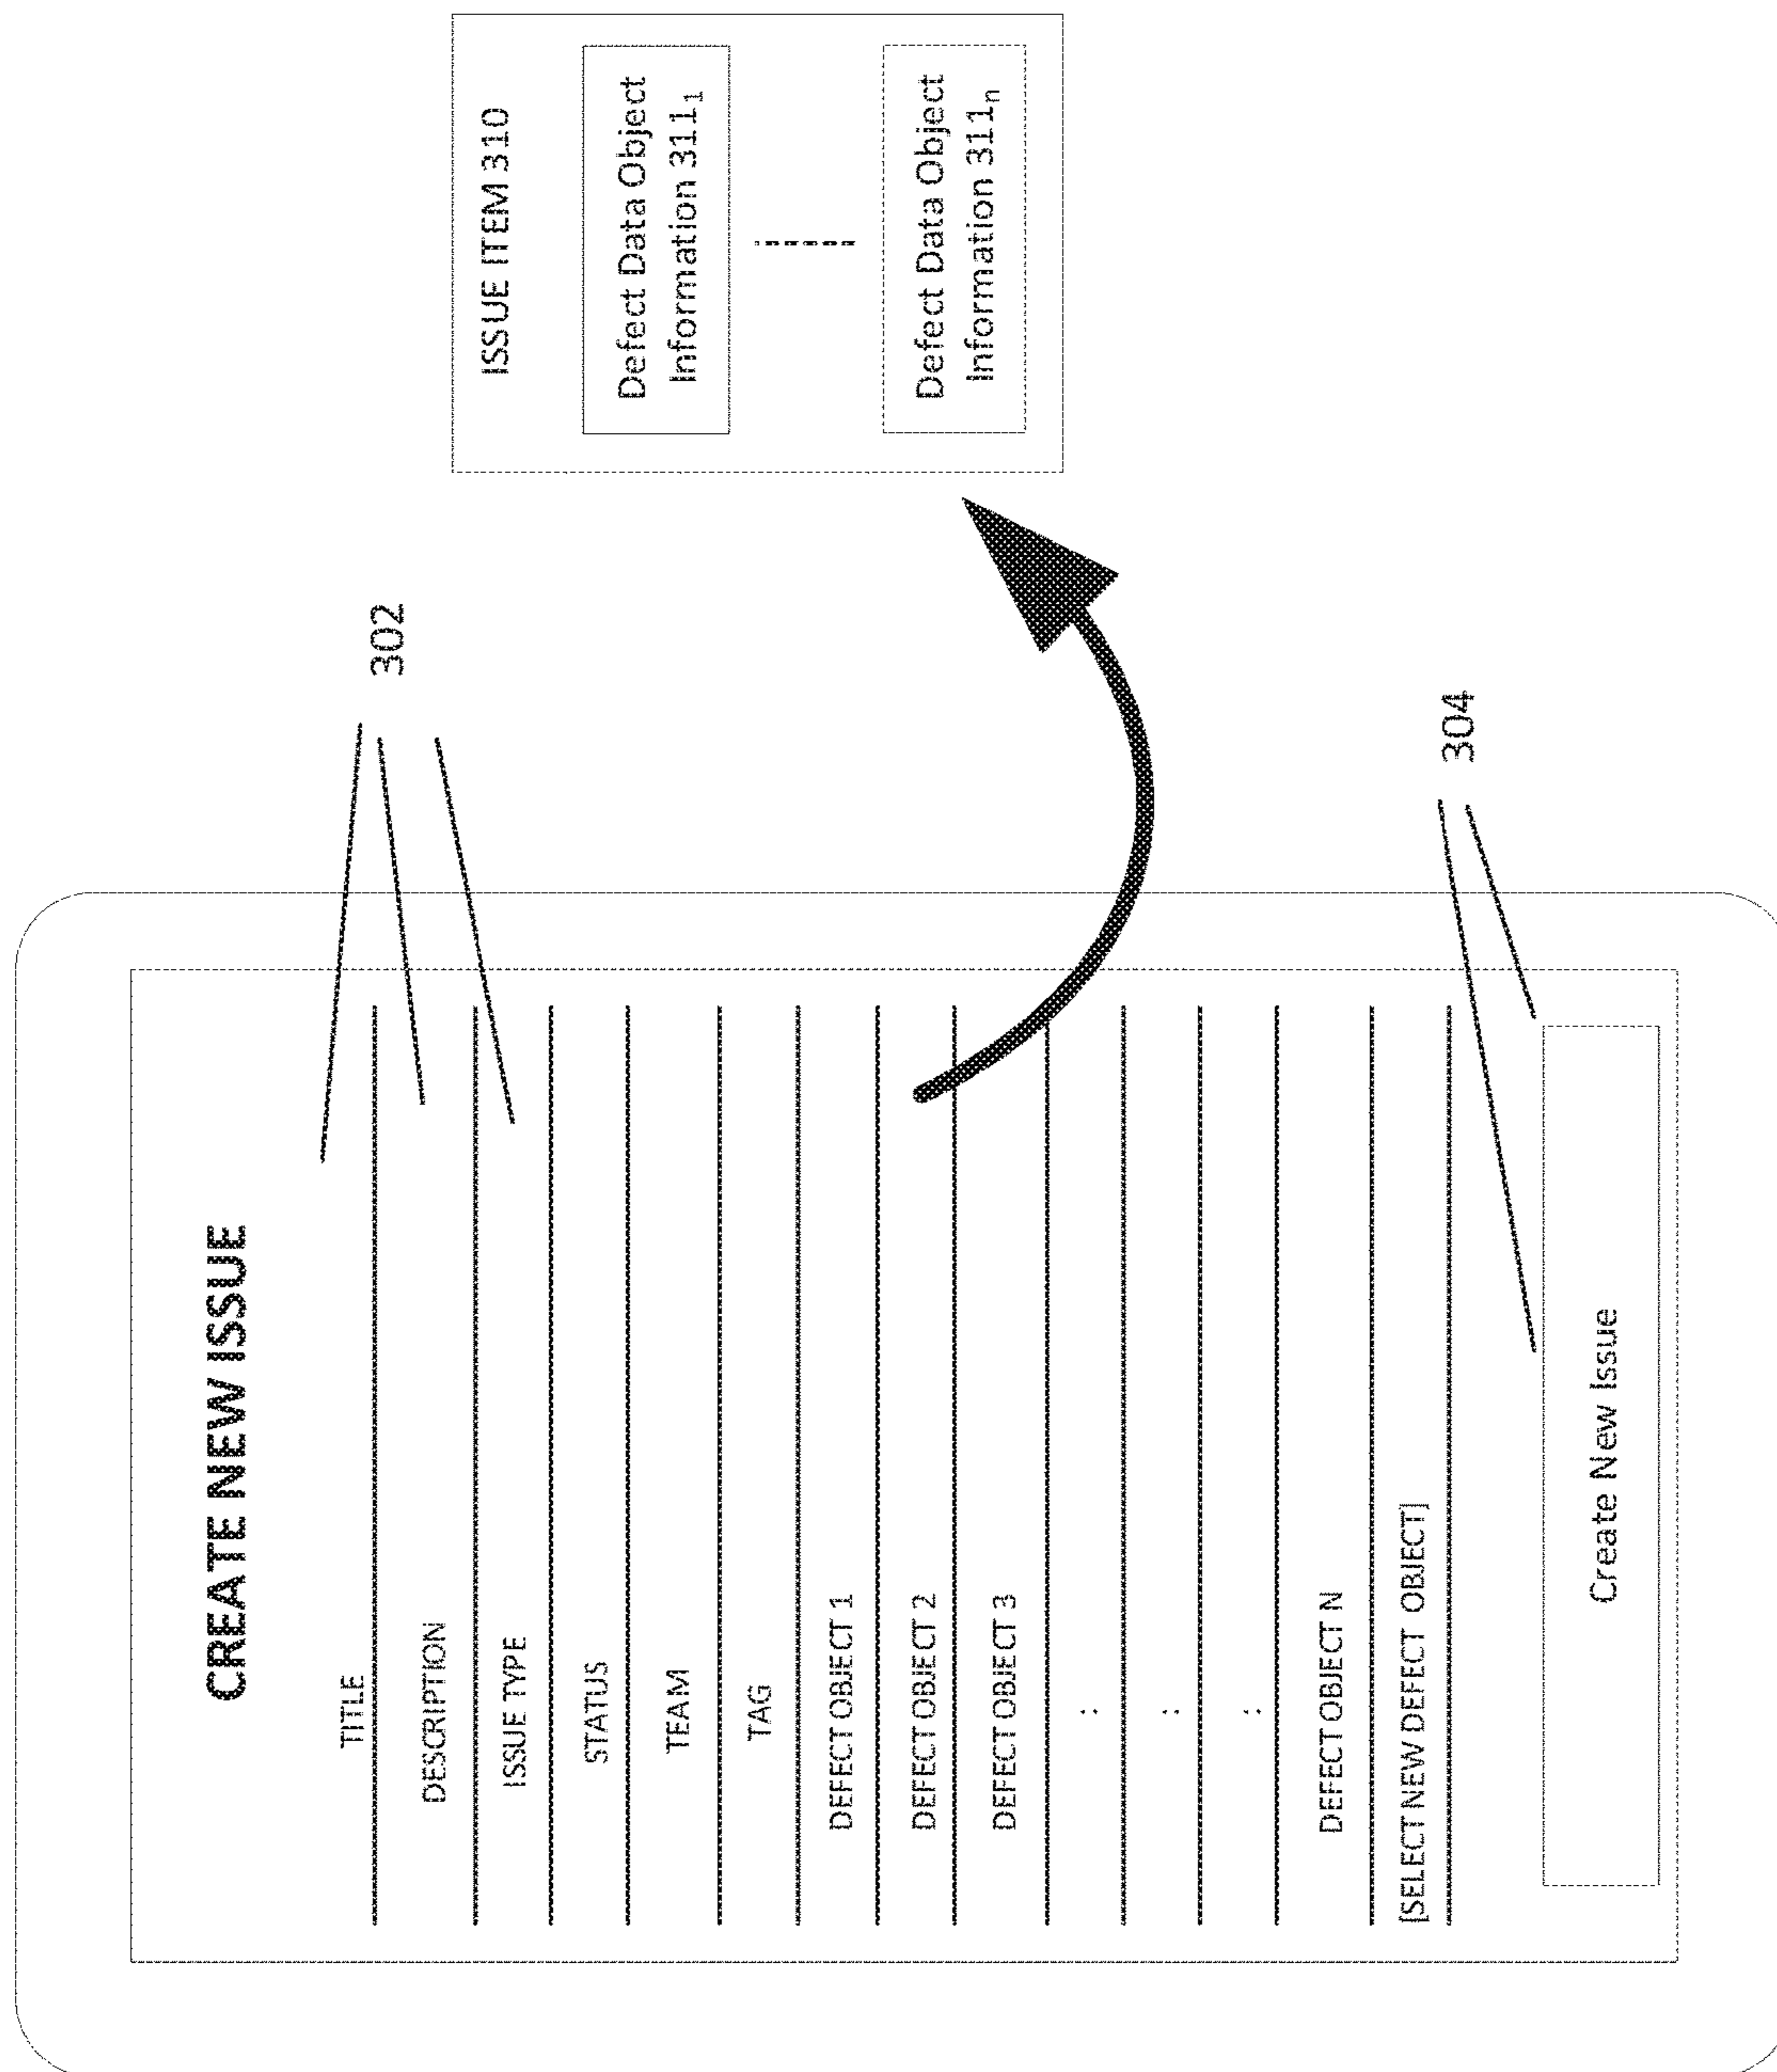 CREATE NEW ISSUE
TITLE
DESCRIPTION
ISSUE TYPE
STATUS
TEAM
TAG
DEFECT OBJECT 1
DEFECT OBJECT 2
DEFECT OBJECT 3
:
:
:
DEFECT OBJECT N
[SELECT NEW DEFECT OBJECT]
Create New Issue
302
304
ISSUE ITEM 310
Defect Data Object
Information 311₁
Defect Data Object
Information 311ₙ